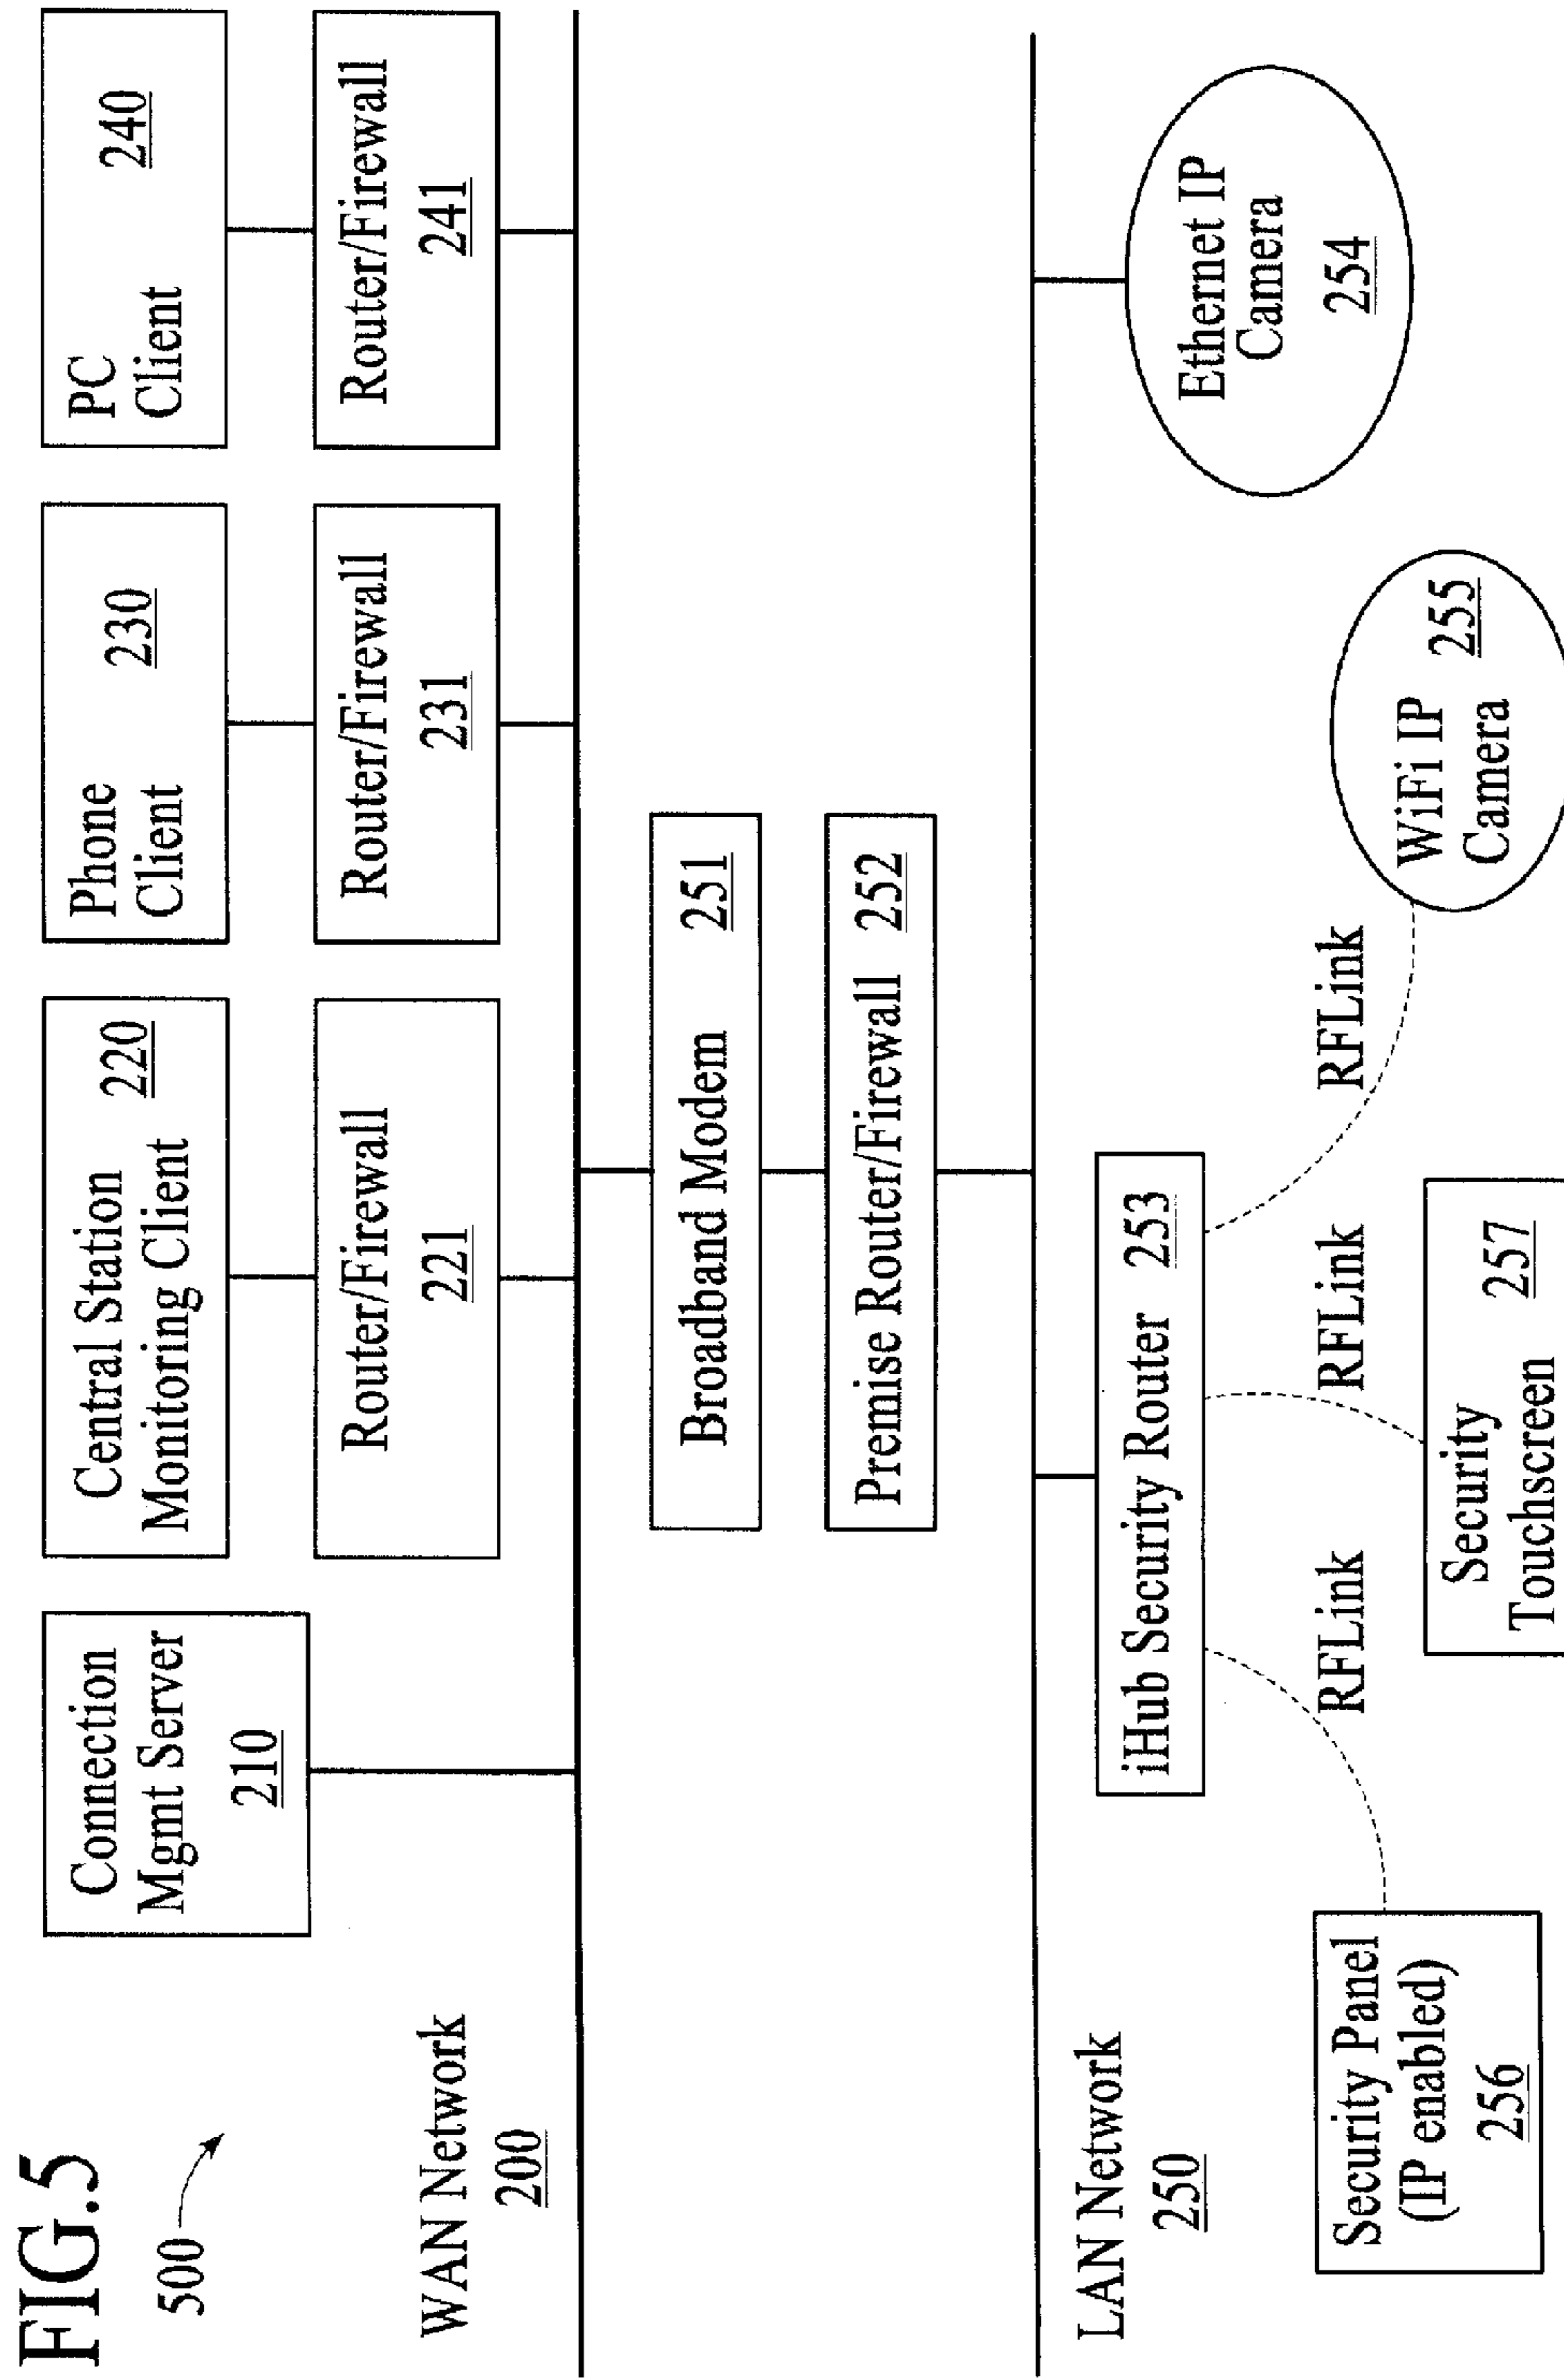 FIG.5
500
Connection
Mgmt Server
210
Central Station
Monitoring Client
220
Phone
Client
230
PC
Client
240
Router/Firewall
221
Router/Firewall
231
Router/Firewall
241
WAN Network
200
Broadband Modem 251
Premise Router/Firewall 252
LAN Network
250
iHub Security Router 253
Ethernet IP
Camera
254
RFLink
RFLink
RFLink
Security Panel
(IP enabled)
256
Security
Touchscreen
257
WiFi IP
Camera
255